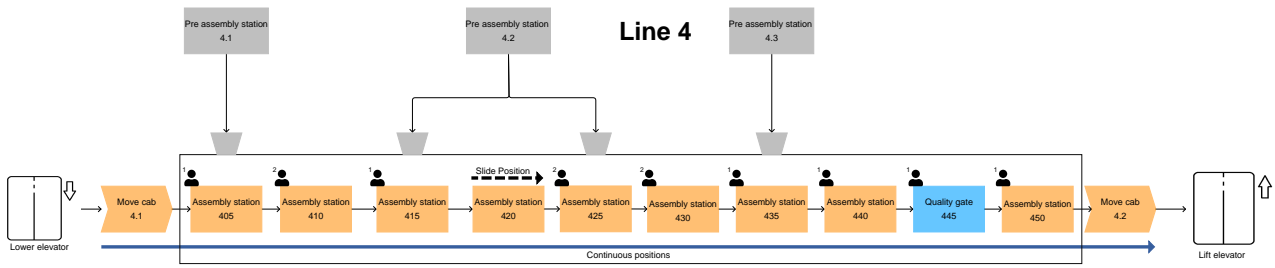 Line 4
Pre assembly station
4.1
Pre assembly station
4.2
Pre assembly station
4.3
Slide Position
1
2
1
2
2
1
1
1
1
Lower elevator
Move cab
4.1
Assembly station
405
Assembly station
410
Assembly station
415
Assembly station
420
Assembly station
425
Assembly station
430
Assembly station
435
Assembly station
440
Quality gate
445
Assembly station
450
Move cab
4.2
Lift elevator
Continuous positions